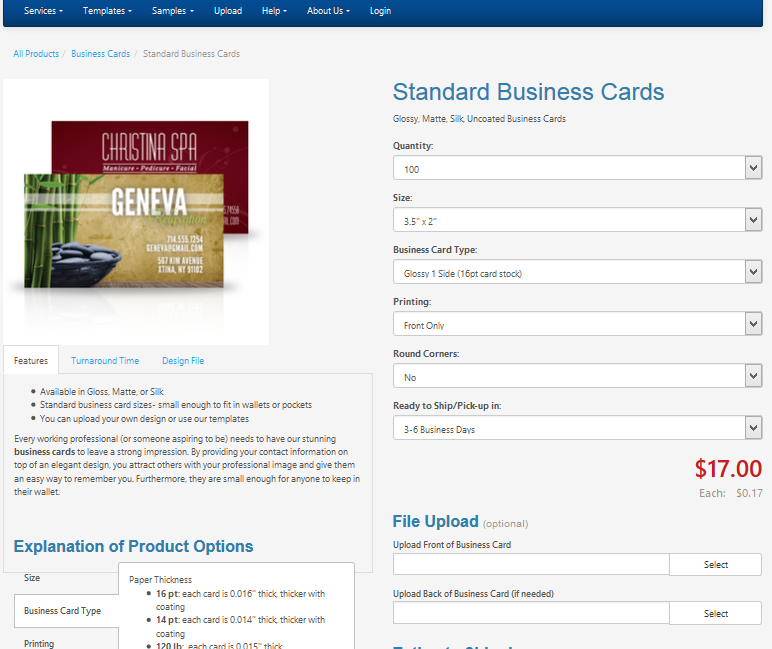 Services Templates Samples Upload Help About Us Login
All Products / Business Cards / Standard Business Cards
CHRISTINA SPA
Manicure • Pedicure • Facial
GENEVA
714.555.1254
GENEVA@GMAIL.COM
567 KIM AVENUE
XTINA, NY 91102
Features Turnaround Time Design File
Available in Gloss, Matte, or Silk
Standard business card sizes- small enough to fit in wallets or pockets
You can upload your own design or use our templates
Every working professional (or someone aspiring to be) needs to have our stunning
business cards to leave a strong impression. By providing your contact information on
top of an elegant design, you attract others with your professional image and give them
an easy way to remember you. Furthermore, they are small enough for anyone to keep in
their wallet.
Explanation of Product Options
Size
Business Card Type
Printing
Paper Thickness
16 pt: each card is 0.016" thick, thicker with
coating
14 pt: each card is 0.014" thick, thicker with
coating
120 lb: each card is 0.015" thick
Standard Business Cards
Glossy, Matte, Silk, Uncoated Business Cards
Quantity:
100
Size:
3.5" x 2"
Business Card Type:
Glossy 1 Side (16pt card stock)
Printing:
Front Only
Round Corners:
No
Ready to Ship/Pick-up in:
3-6 Business Days
$17.00
Each: $0.17
File Upload (optional)
Upload Front of Business Card
Select
Upload Back of Business Card (if needed)
Select